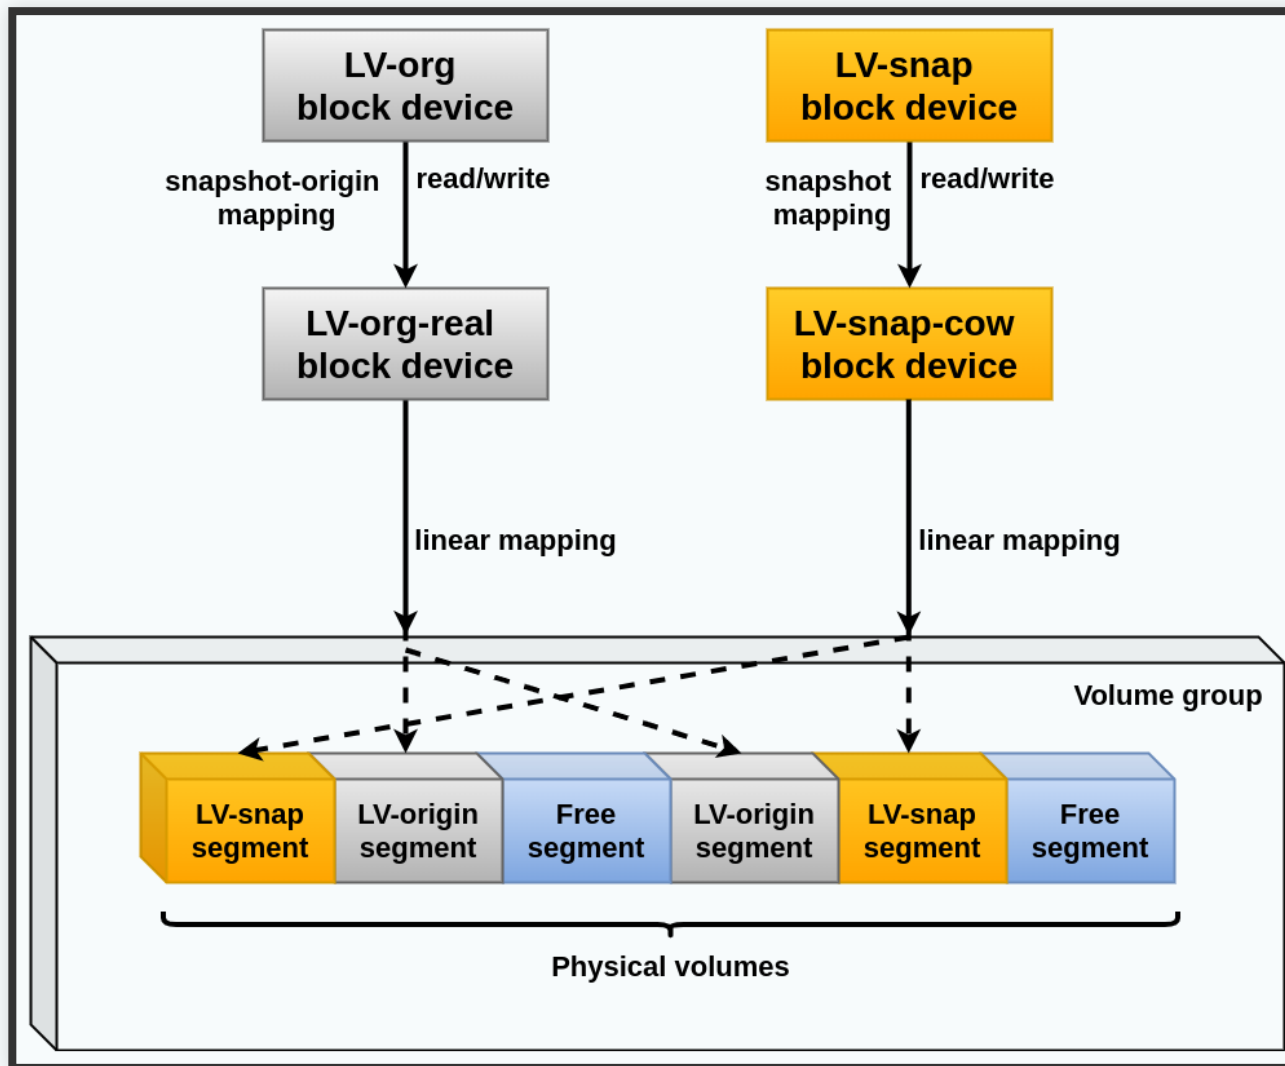 LV-org
block device
LV-snap
block device
snapshot-origin
mapping
read/write
snapshot
mapping
read/write
LV-org-real
block device
LV-snap-cow
block device
linear mapping
linear mapping
Volume group
LV-snap
segment
LV-origin
segment
Free
segment
LV-origin
segment
LV-snap
segment
Free
segment
Physical volumes